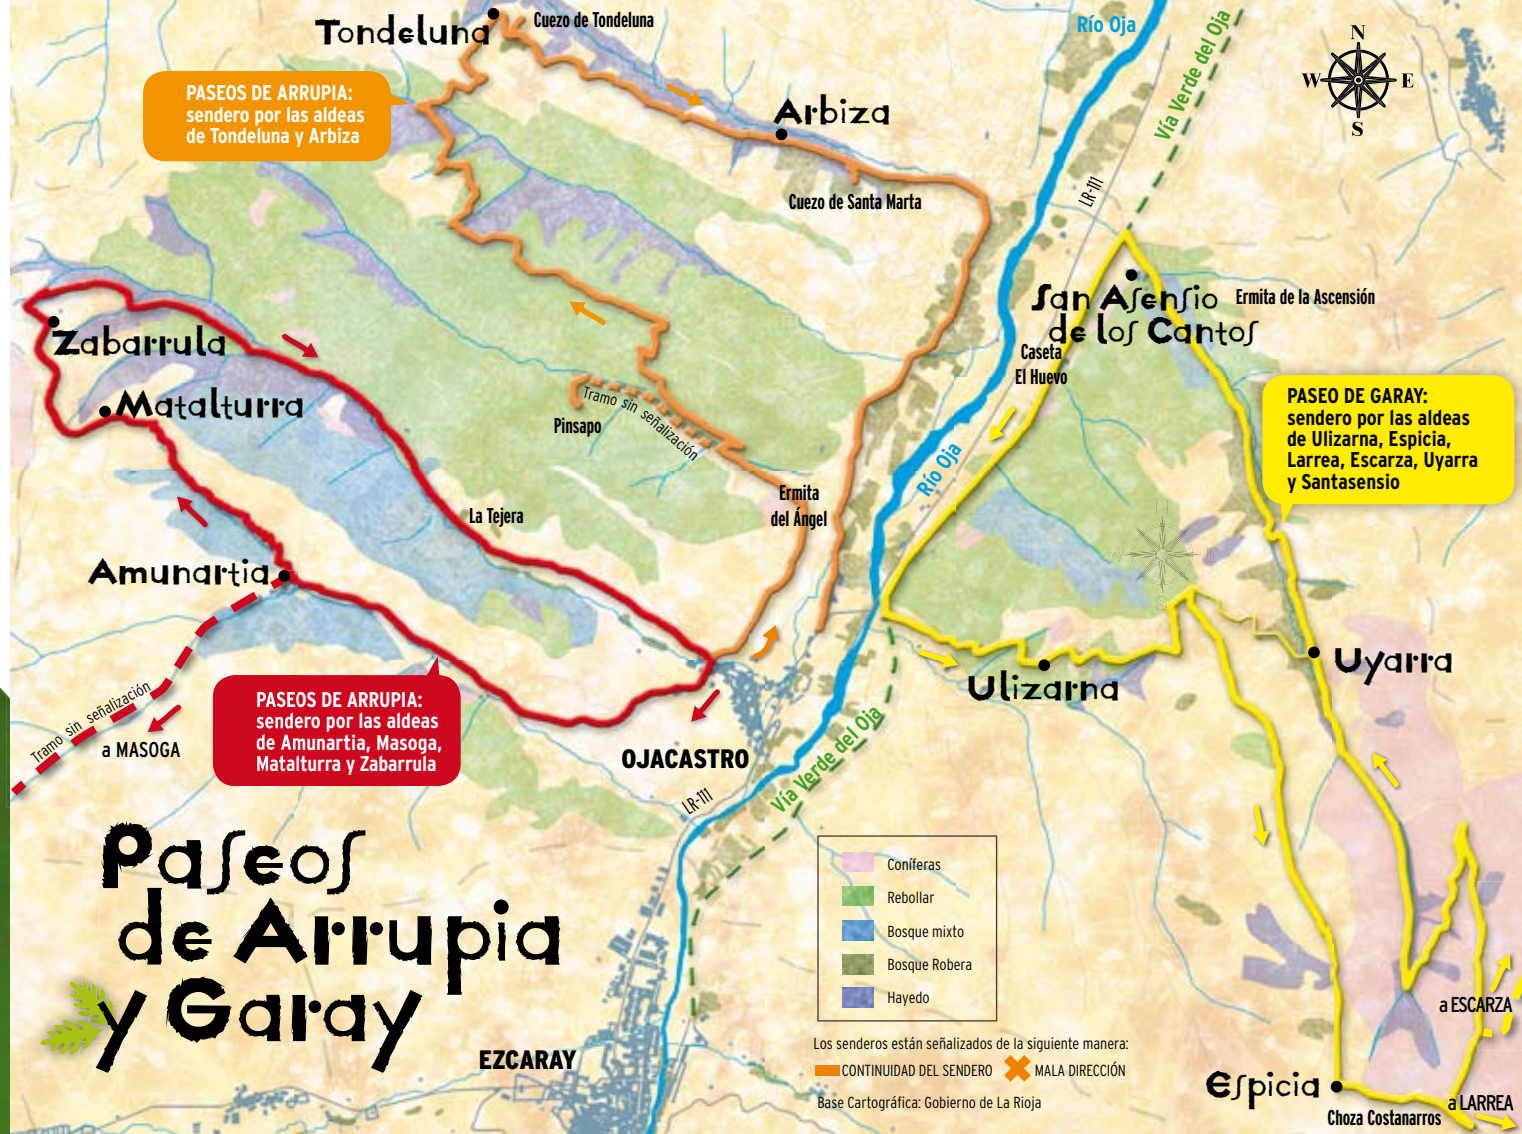 Tondeluna
Cuezo de Tondeluna
Río Oja
Vía Verde del Oja
N
W E
S
PASEOS DE ARRUPIA:
sendero por las aldeas
de Tondeluna y Arbiza
Arbiza
Cuezo de Santa Marta
LR-111
San Asensio
de los Cantos
Ermita de la Ascensión
Caseta
El Huevo
Zabarrula
Matalturra
Tramo sin señalización
Pinsapo
PASEO DE GARAY:
sendero por las aldeas
de Ulizarna, Espicia,
Larrea, Escarza, Uyarra
y Santasensio
Río Oja
Ermita
del Ángel
La Tejera
Amunartia
N
W E
S
Uyarra
Ulizarna
PASEOS DE ARRUPIA:
sendero por las aldeas
de Amunartia, Masoga,
Matalturra y Zabarrula
Tramo sin señalización
a MASOGA
OJACASTRO
Vía Verde del Oja
LR-111
Paseos
de Arrupia
y Garay
Coníferas
Rebollar
Bosque mixto
Bosque Robera
Hayedo
Los senderos están señalizados de la siguiente manera:
CONTINUIDAD DEL SENDERO MALA DIRECCIÓN
Base Cartográfica: Gobierno de La Rioja
EZCARAY
a ESCARZA
Espicia
a LARREA
Choza Costanarros